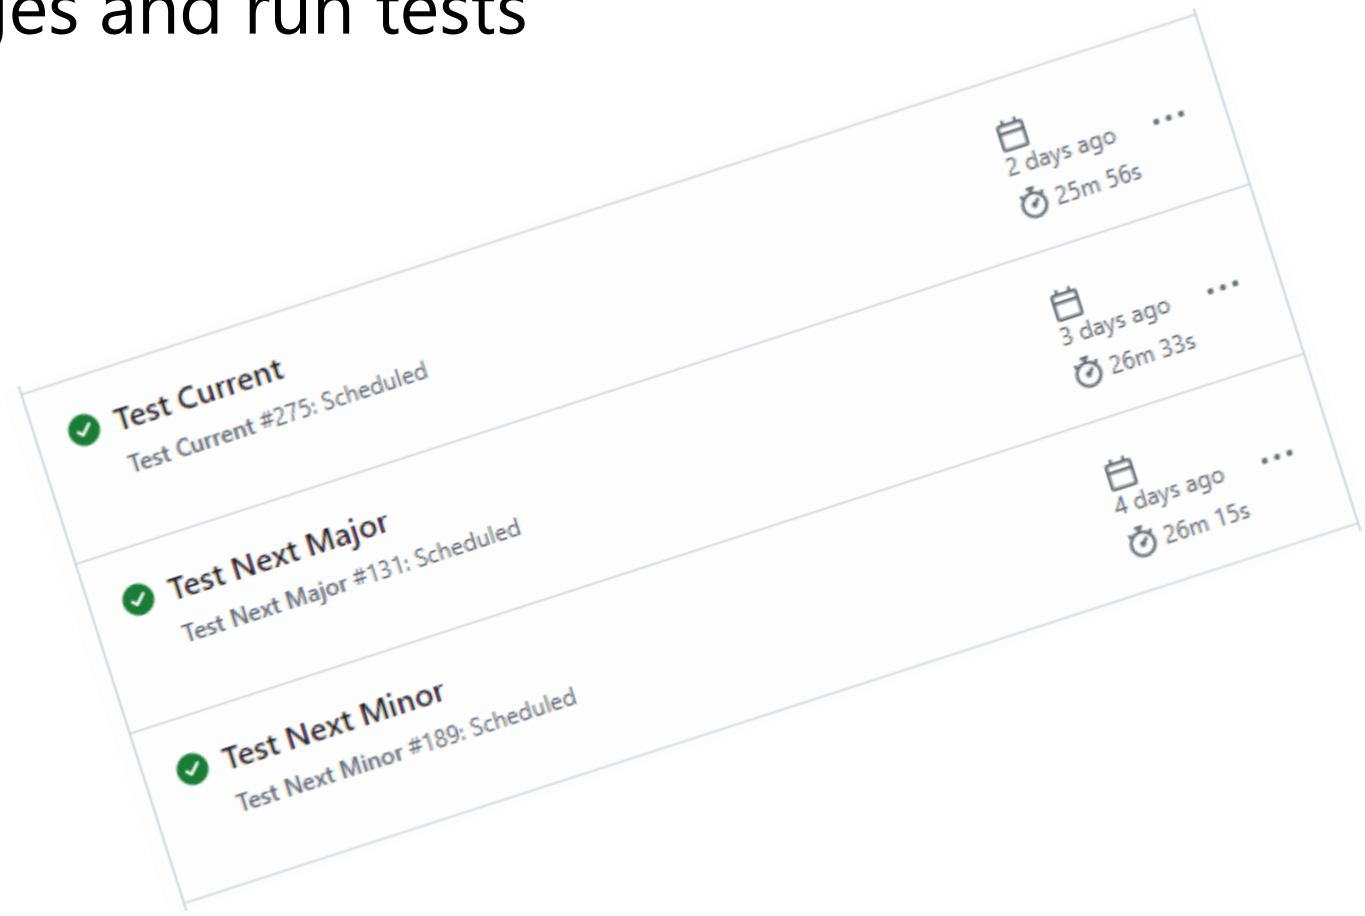 ges and run tests
Test Current
Test Current #275: Scheduled
2 days ago
25m 56s
Test Next Major
Test Next Major #131: Scheduled
3 days ago
26m 33s
Test Next Minor
Test Next Minor #189: Scheduled
4 days ago
26m 15s